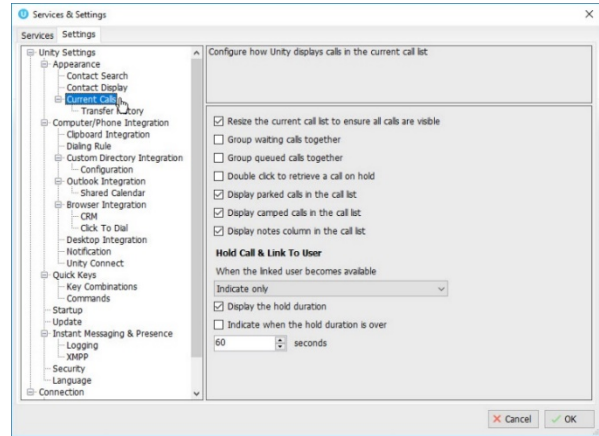 Services & Settings
Services Settings
Unity Settings
Appearance
Contact Search
Contact Display
Current Calls
Transfer History
Computer/Phone Integration
Clipboard Integration
Dialing Rule
Custom Directory Integration
Configuration
Outlook Integration
Shared Calendar
Browser Integration
CRM
Click To Dial
Desktop Integration
Notification
Unity Connect
Quick Keys
Key Combinations
Commands
Startup
Update
Instant Messaging & Presence
Logging
XMPP
Security
Language
Connection
Configure how Unity displays calls in the current call list
Resize the current call list to ensure all calls are visible
Group waiting calls together
Group queued calls together
Double click to retrieve a call on hold
Display parked calls in the call list
Display camped calls in the call list
Display notes column in the call list
Hold Call & Link To User
When the linked user becomes available
Indicate only
Display the hold duration
Indicate when the hold duration is over
60 seconds
Cancel OK